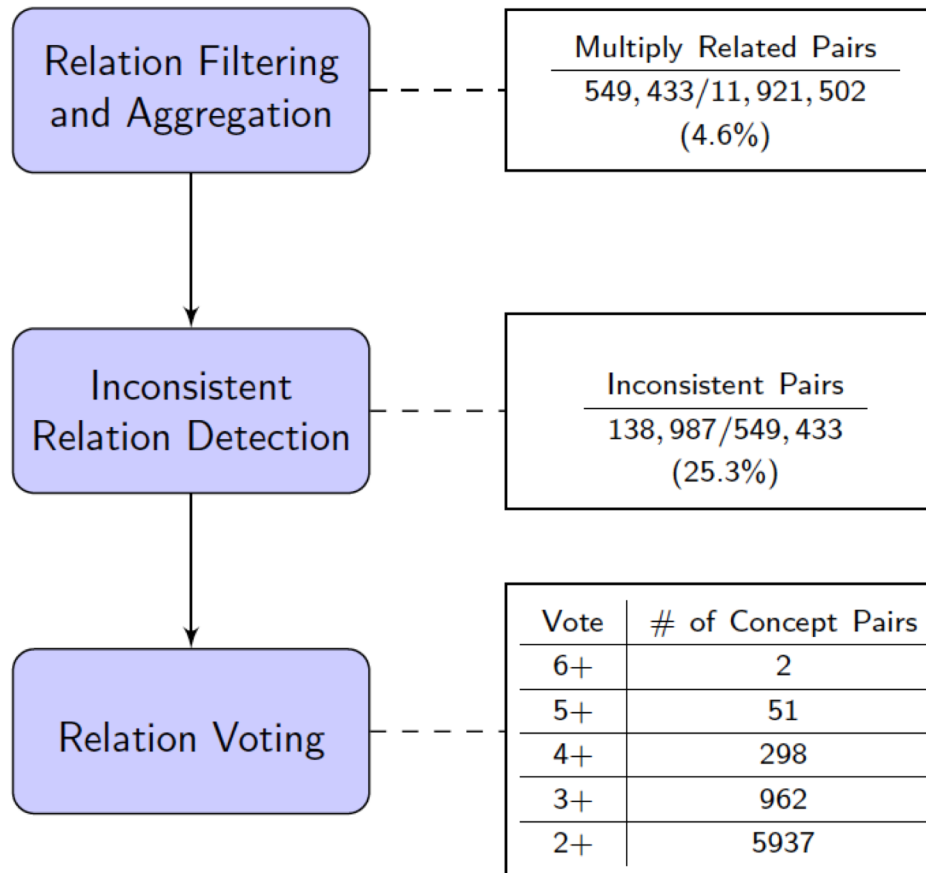 Relation Filtering
and Aggregation
Multiply Related Pairs
549, 433/11, 921, 502
(4.6%)
Inconsistent
Relation Detection
Inconsistent Pairs
138, 987/549, 433
(25.3%)
Relation Voting
Vote # of Concept Pairs
6+ 2
5+ 51
4+ 298
3+ 962
2+ 5937